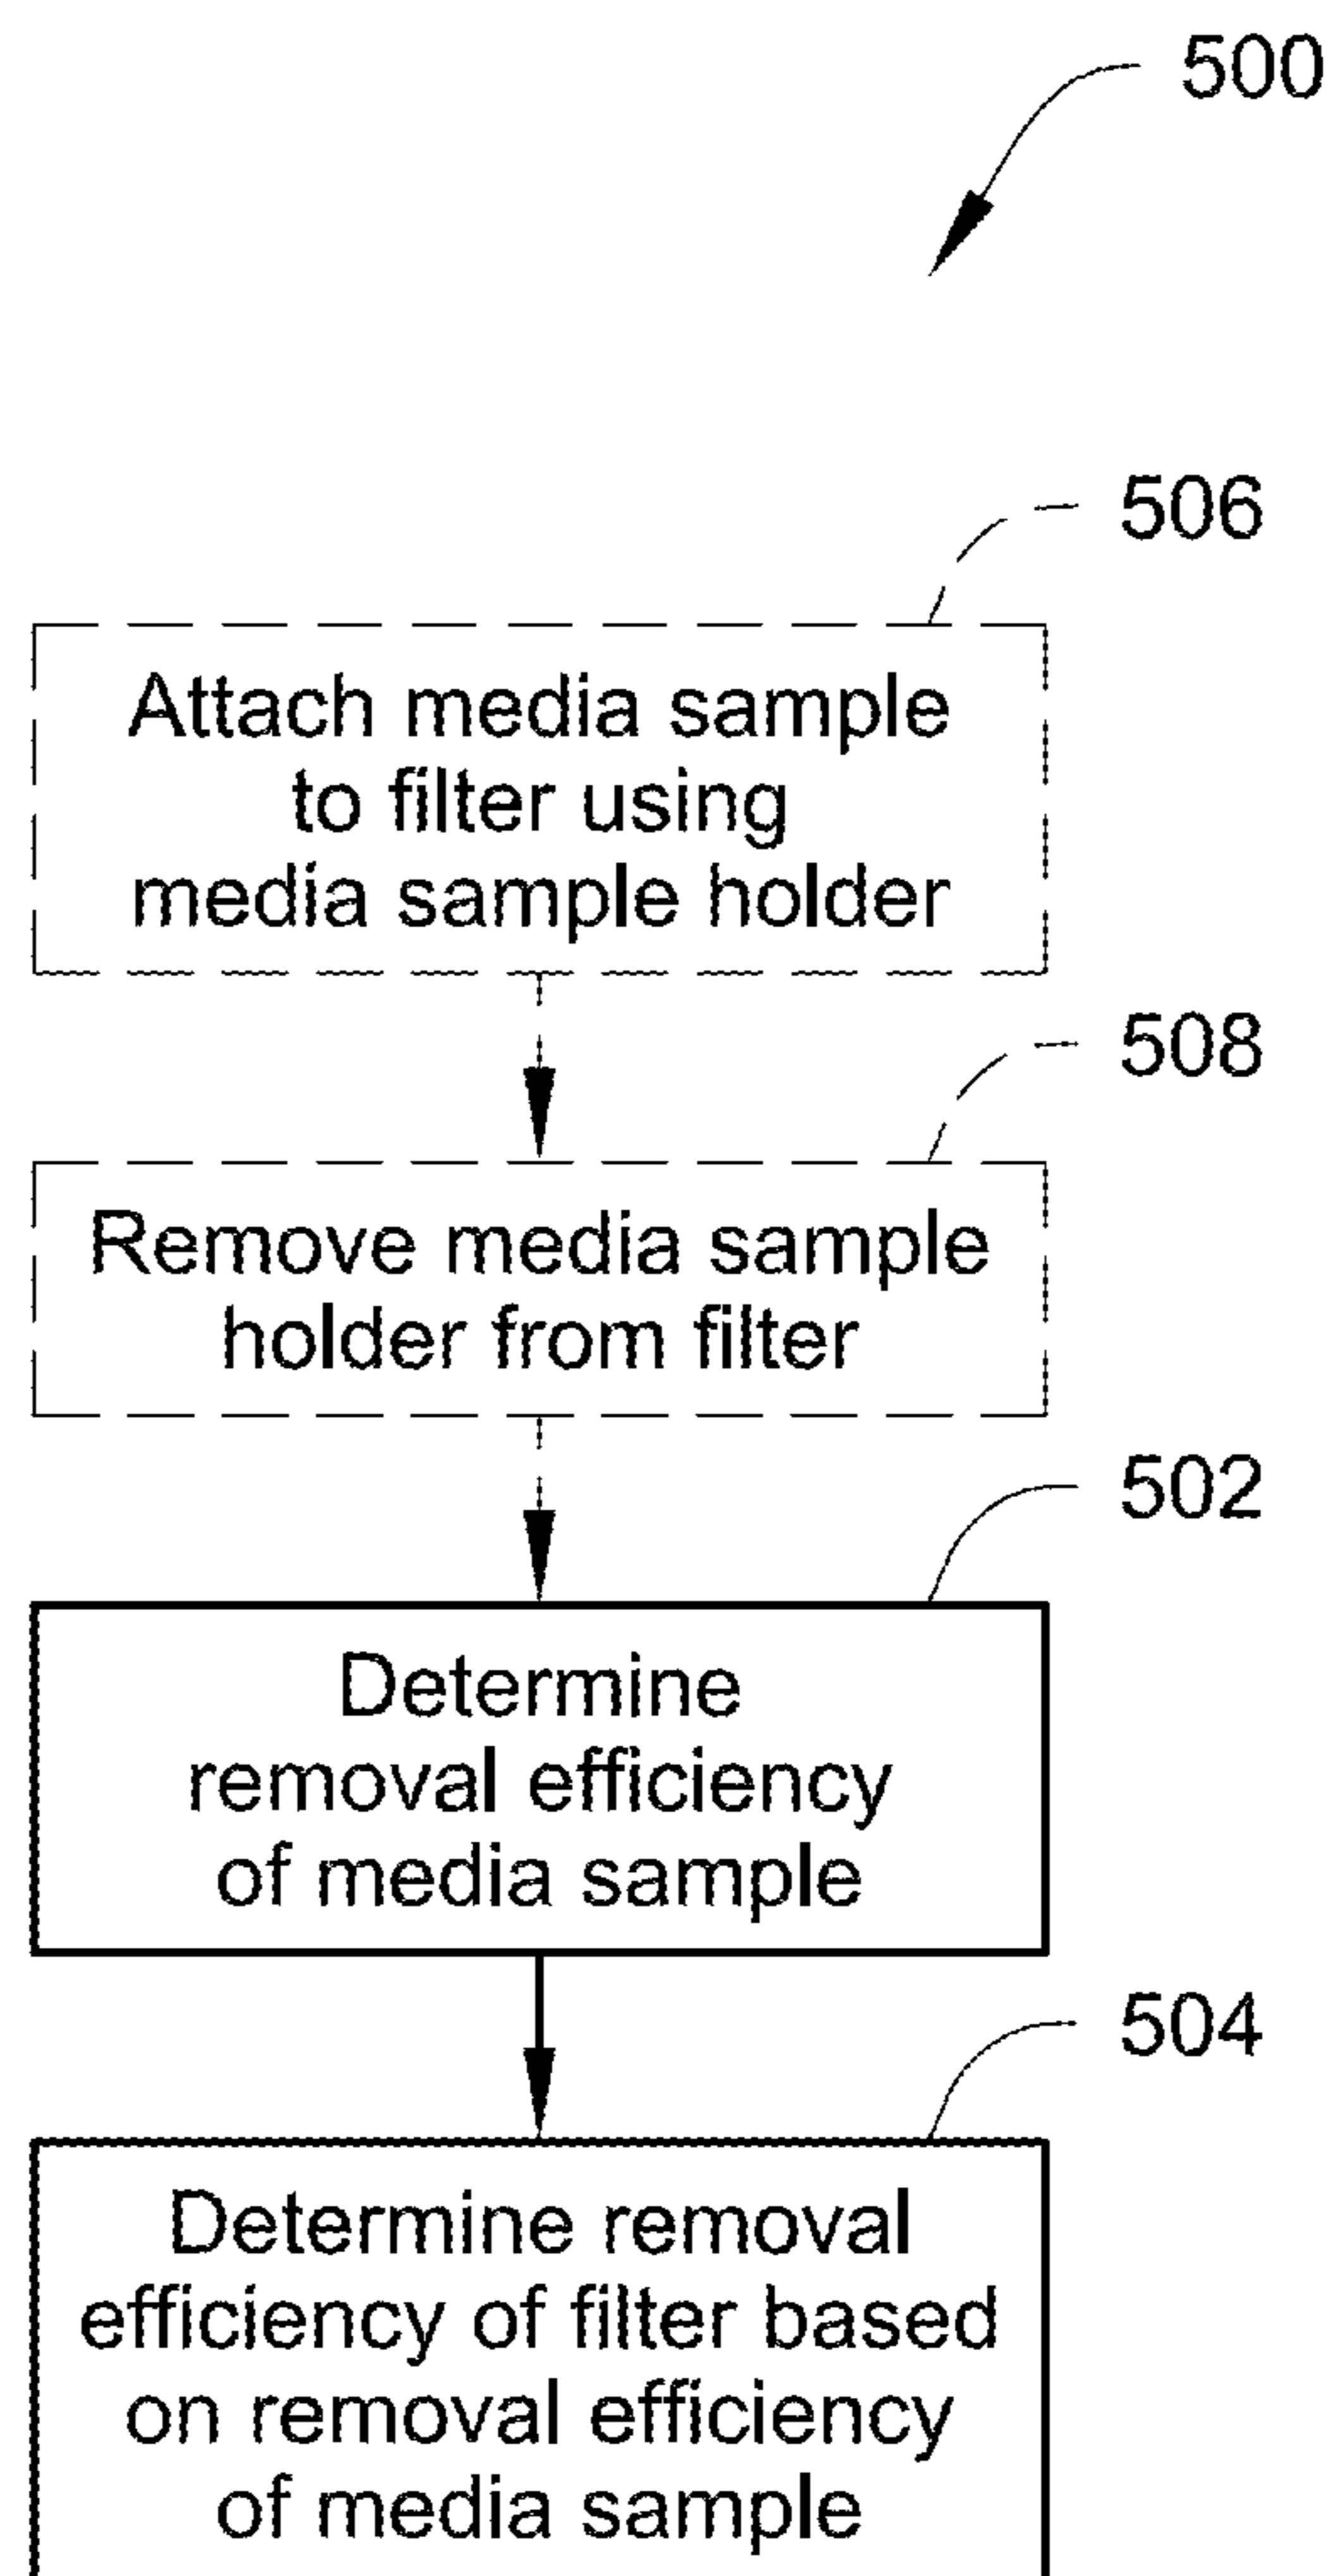 500
506
Attach media sample
to filter using
media sample holder
508
Remove media sample
holder from filter
502
Determine
removal efficiency
of media sample
504
Determine removal
efficiency of filter based
on removal efficiency
of media sample